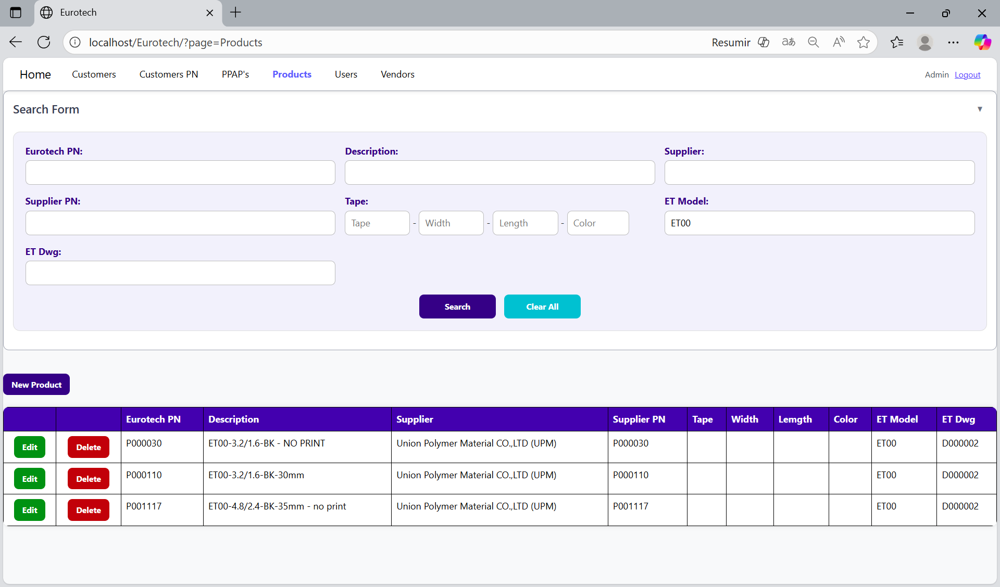 Eurotech
localhost/Eurotech/?page=Products
Resumir
aあ
A
Home Customers Customers PN PPAP's Products Users Vendors Admin Logout
Search Form
Eurotech PN: Description: Supplier:
Supplier PN: Tape: ET Model:
Tape - Width - Length - Color ET00
ET Dwg:
Search Clear All
New Product
Eurotech PN Description Supplier Supplier PN Tape Width Lemgth Color ET Model ET Dwg
Edit Delete P000030 ET00-3.2/1.6-BK - NO PRINT Union Polymer Material CO.,LTD (UPM) P000030 ET00 D000002
Edit Delete P000110 ET00-3.2/1.6-BK-30mm Union Polymer Material CO.,LTD (UPM) P000110 ET00 D000002
Edit Delete P001117 ET00-4.8/2.4-BK-35mm - no print Union Polymer Material CO.,LTD (UPM) P001117 ET00 D000002